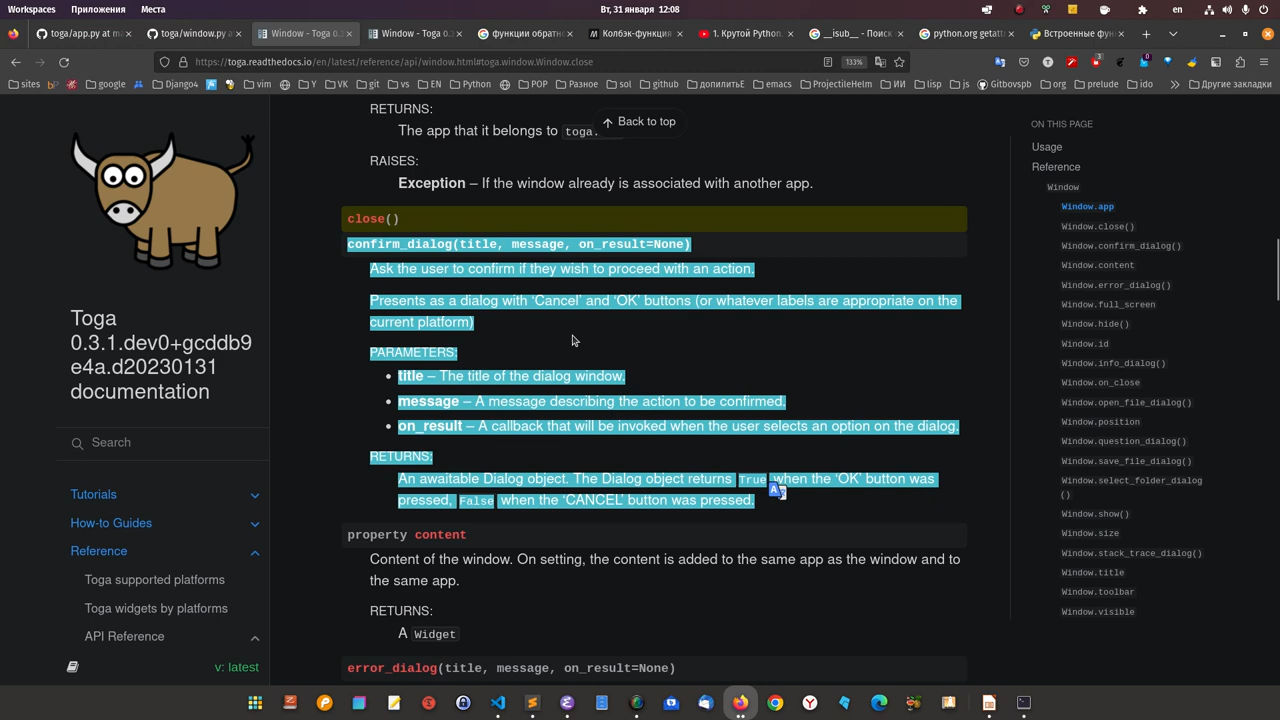 Workspaces Приложения Места Вт, 31 января 12:08 en
toga/app.py at ma toga/window.py a Window - Toga 0.3 Window - Toga 0.3. функции обратн Колбэк-функция 1. Крутой Python. __isub__ - Поиск python.org getatt Встроенные фун
https://toga.readthedocs.io/en/latest/reference/api/window.html#toga.window.Window.close 133%
sites google Django4 vim Y VK git vs EN Python POP Разное sol github допилитьЕ emacs ProjectileHelm ИИ lisp js Gitbovspb org prelude ido Другие закладки
RETURNS:
The app that it belongs to toga.
Back to top
RAISES:
Exception – If the window already is associated with another app.
close()
confirm_dialog(title, message, on_result=None)
Ask the user to confirm if they wish to proceed with an action.
Presents as a dialog with ‘Cancel’ and ‘OK’ buttons (or whatever labels are appropriate on the
current platform)
PARAMETERS:
• title – The title of the dialog window.
• message – A message describing the action to be confirmed.
• on_result – A callback that will be invoked when the user selects an option on the dialog.
RETURNS:
An awaitable Dialog object. The Dialog object returns True when the ‘OK’ button was
pressed, False when the ‘CANCEL’ button was pressed.
property content
Content of the window. On setting, the content is added to the same app as the window and to
the same app.
RETURNS:
A Widget
error_dialog(title, message, on_result=None)
Toga
0.3.1.dev0+gcddb9
e4a.d20230131
documentation
Search
Tutorials
How-to Guides
Reference
Toga supported platforms
Toga widgets by platforms
API Reference
v: latest
ON THIS PAGE
Usage
Reference
Window
Window.app
Window.close()
Window.confirm_dialog()
Window.content
Window.error_dialog()
Window.full_screen
Window.hide()
Window.id
Window.info_dialog()
Window.on_close
Window.open_file_dialog()
Window.position
Window.question_dialog()
Window.save_file_dialog()
Window.select_folder_dialog
()
Window.show()
Window.size
Window.stack_trace_dialog()
Window.title
Window.toolbar
Window.visible